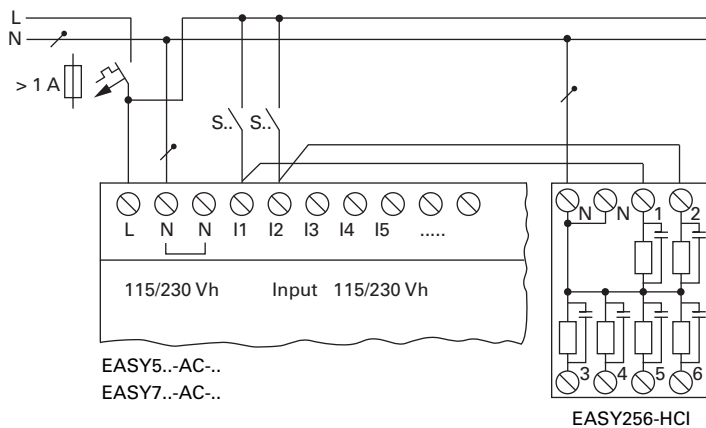 L
N
> 1 A
S.. S..
L N N I1 I2 I3 I4 I5 .....
N N 1 2
115/230 Vh Input 115/230 Vh
3 4 5 6
EASY5..-AC-..
EASY7..-AC-..
EASY256-HCI